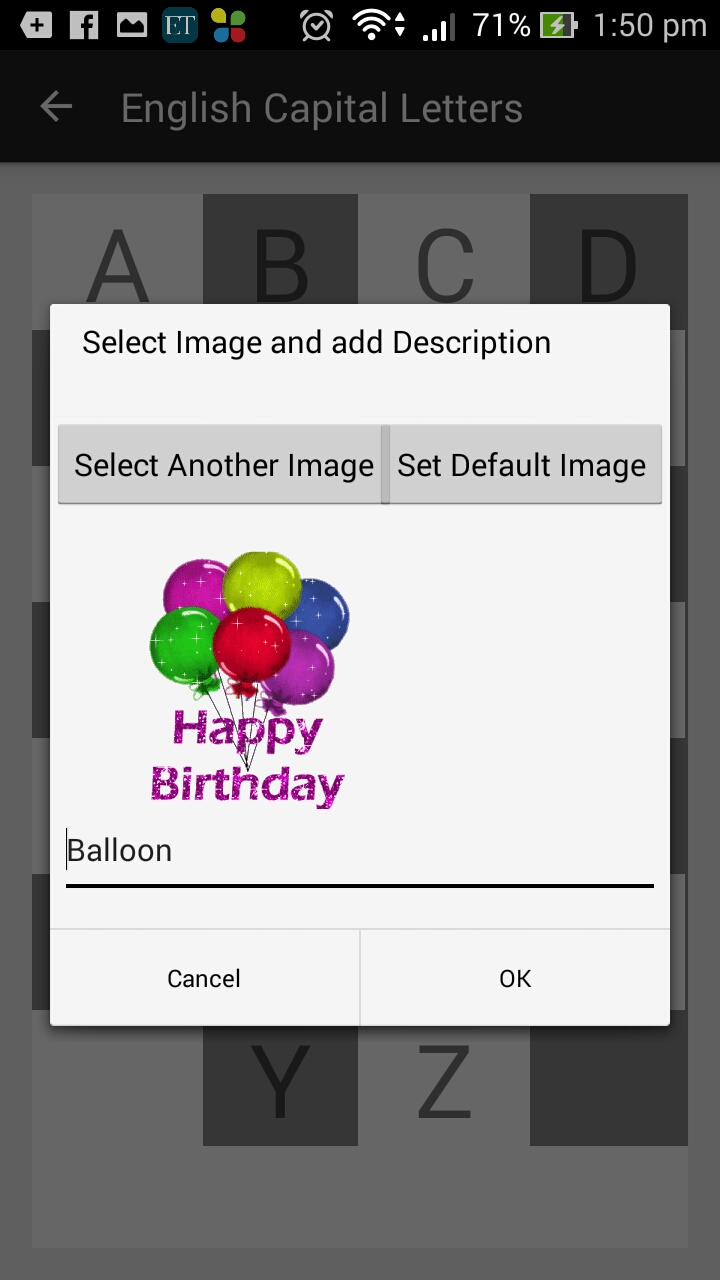 ET 71% 1:50 pm
English Capital Letters
A B C D
Select Image and add Description
Select Another Image Set Default Image
Happy
Birthday
Balloon
Cancel OK
Y Z